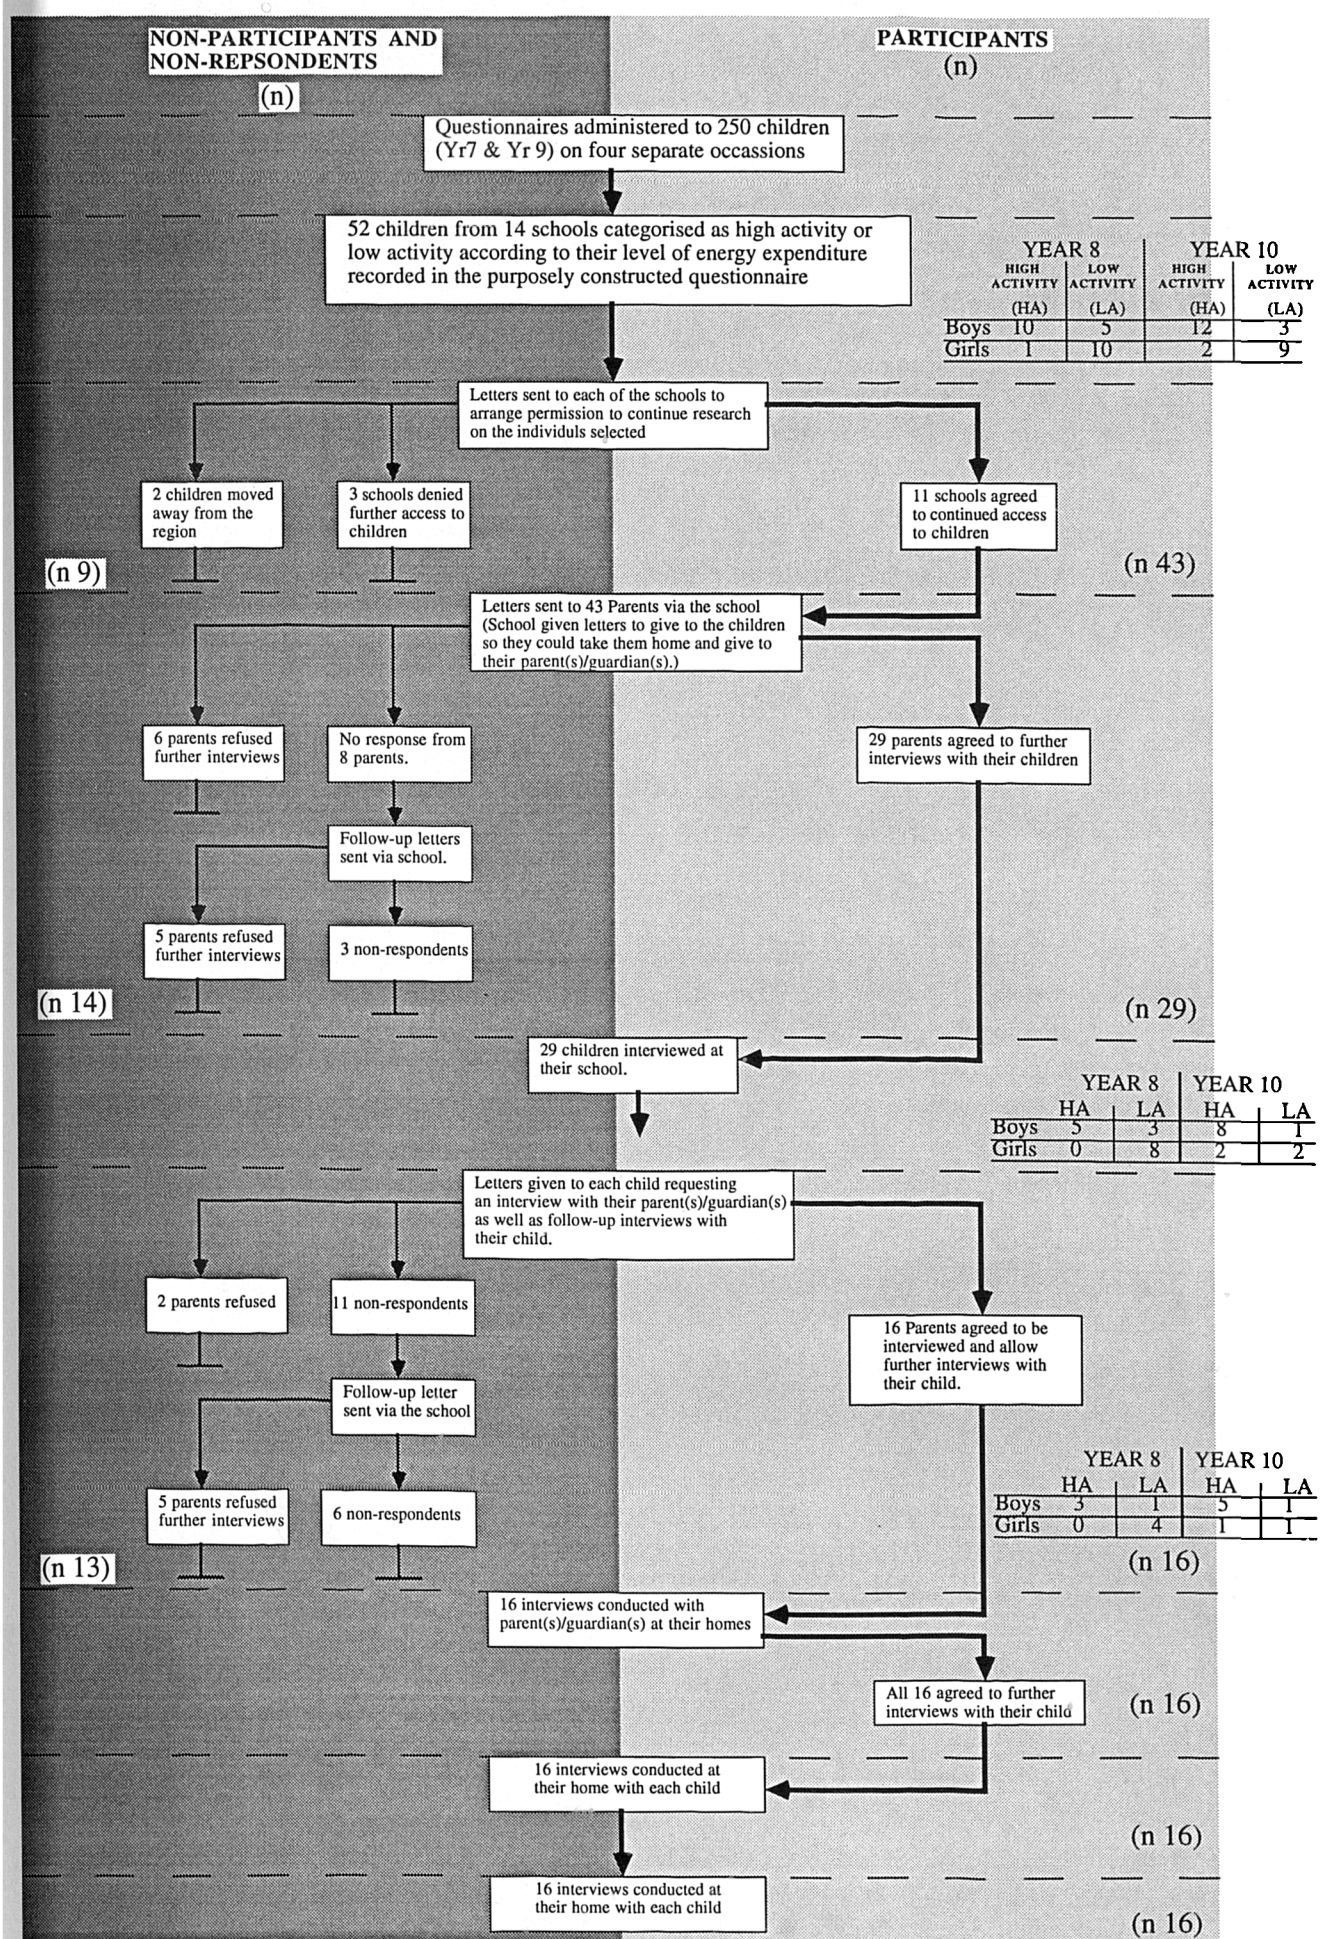 NON-PARTICIPANTS AND
NON-REPSONDENTS
(n)
PARTICIPANTS
(n)
Questionnaires administered to 250 children
(Yr7 & Yr 9) on four separate occassions
52 children from 14 schools categorised as high activity or
low activity according to their level of energy expenditure
recorded in the purposely constructed questionnaire
YEAR 8 YEAR 10
HIGH ACTIVITY LOW ACTIVITY HIGH ACTIVITY LOW ACTIVITY
(HA) (LA) (HA) (LA)
Boys 10 5 12 3
Girls 1 10 2 9
Letters sent to each of the schools to
arrange permission to continue research
on the individuls selected
2 children moved
away from the
region
3 schools denied
further access to
children
11 schools agreed
to continued access
to children
(n 9)
(n 43)
Letters sent to 43 Parents via the school
(School given letters to give to the children
so they could take them home and give to
their parent(s)/guardian(s).)
6 parents refused
further interviews
No response from
8 parents.
29 parents agreed to further
interviews with their children
Follow-up letters
sent via school.
5 parents refused
further interviews
3 non-respondents
(n 14)
(n 29)
29 children interviewed at
their school.
YEAR 8 YEAR 10
HA LA HA LA
Boys 5 3 8 1
Girls 0 8 2 2
Letters given to each child requesting
an interview with their parent(s)/guardian(s)
as well as follow-up interviews with
their child.
2 parents refused
11 non-respondents
16 Parents agreed to be
interviewed and allow
further interviews with
their child.
Follow-up letter
sent via the school
5 parents refused
further interviews
6 non-respondents
YEAR 8 YEAR 10
HA LA HA LA
Boys 3 1 5 1
Girls 0 4 1 1
(n 13)
(n 16)
16 interviews conducted with
parent(s)/guardian(s) at their homes
All 16 agreed to further
interviews with their child
(n 16)
16 interviews conducted at
their home with each child
(n 16)
16 interviews conducted at
their home with each child
(n 16)